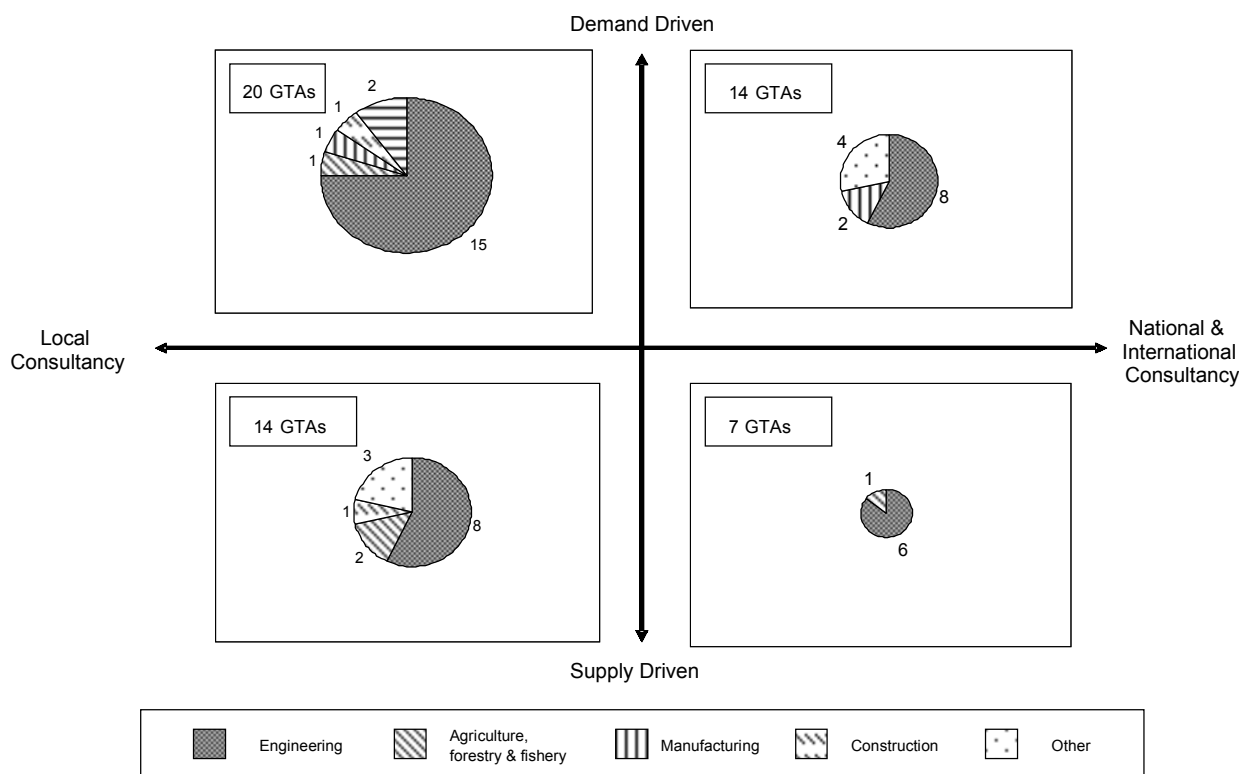 Demand Driven
20 GTAs
2
1
1
1
15
14 GTAs
4
2
8
Local
Consultancy
National &
International
Consultancy
14 GTAs
3
1
2
8
7 GTAs
1
6
Supply Driven
Engineering
Agriculture,
forestry & fishery
Manufacturing
Construction
Other